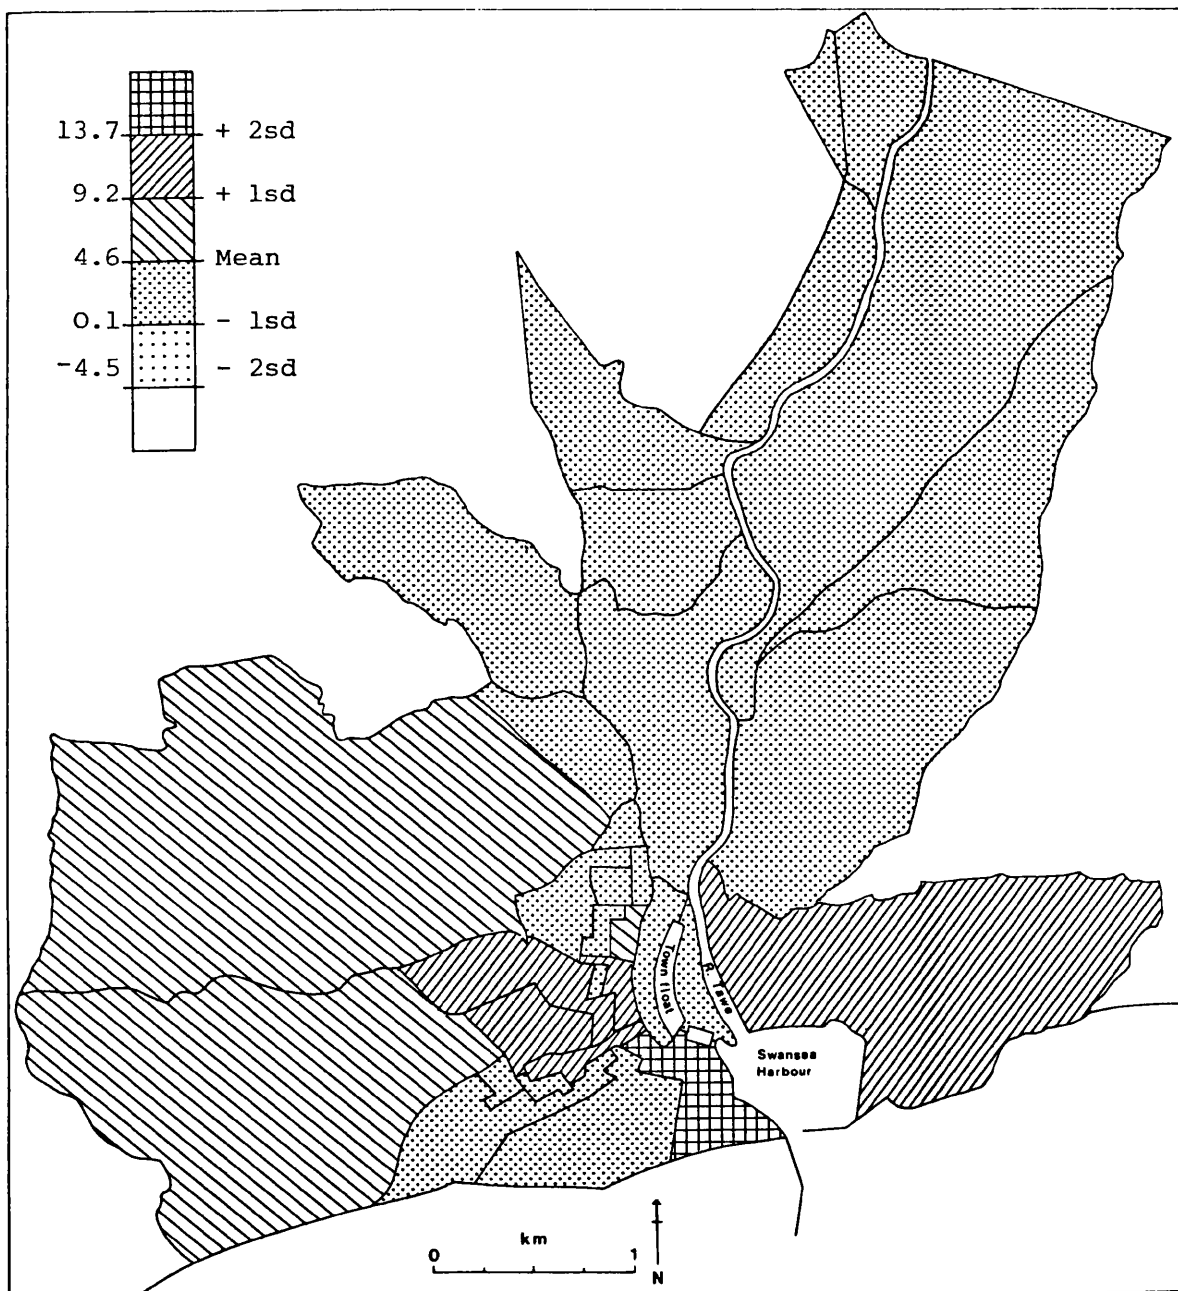 13.7 + 2sd
9.2 + 1sd
4.6 Mean
0.1 - 1sd
-4.5 - 2sd
Town Float
R. Tawe
Swansea
Harbour
km
0 1
N